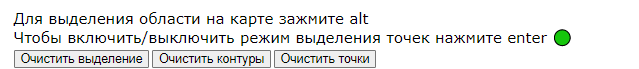 Для выделения области на карте зажмите alt
Чтобы включить/выключить режим выделения точек нажмите enter
Очистить выделение Очистить контуры Очистить точки